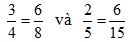 3/4 = 6/8 và 2/5 = 6/15